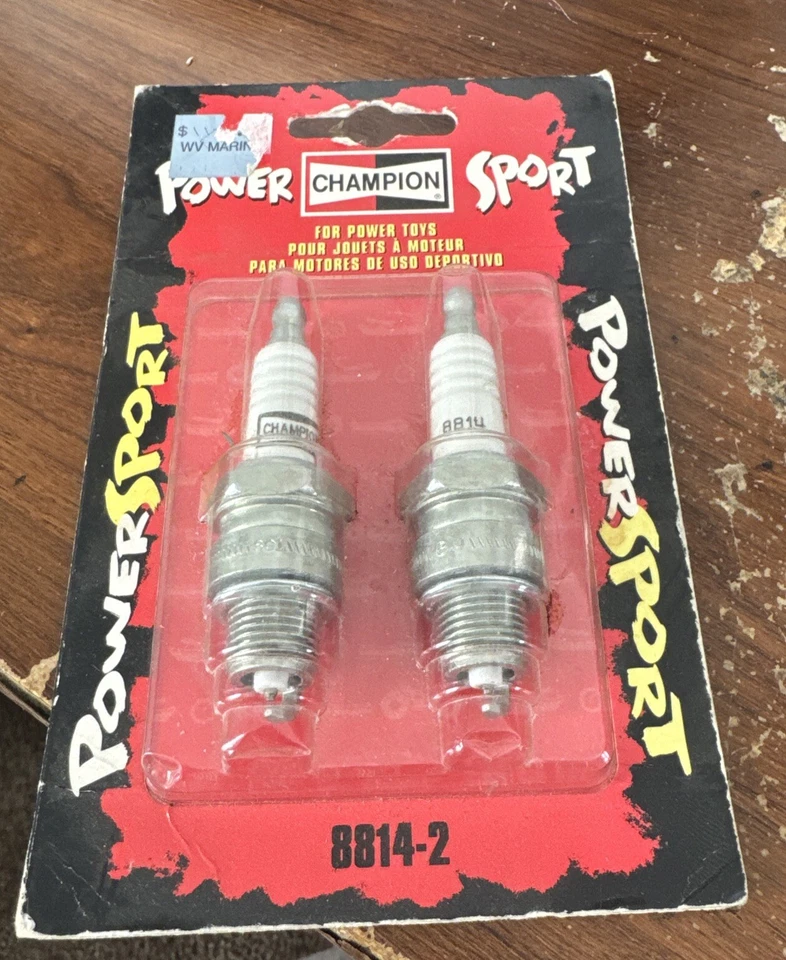 $
WV MARIN
POWER CHAMPION SPORT
FOR POWER TOYS
POUR JOUETS À MOTEUR
PARA MOTORES DE USO DEPORTIVO
POWERSPORT
POWERSPORT
CHAMPION
8814
8814-2